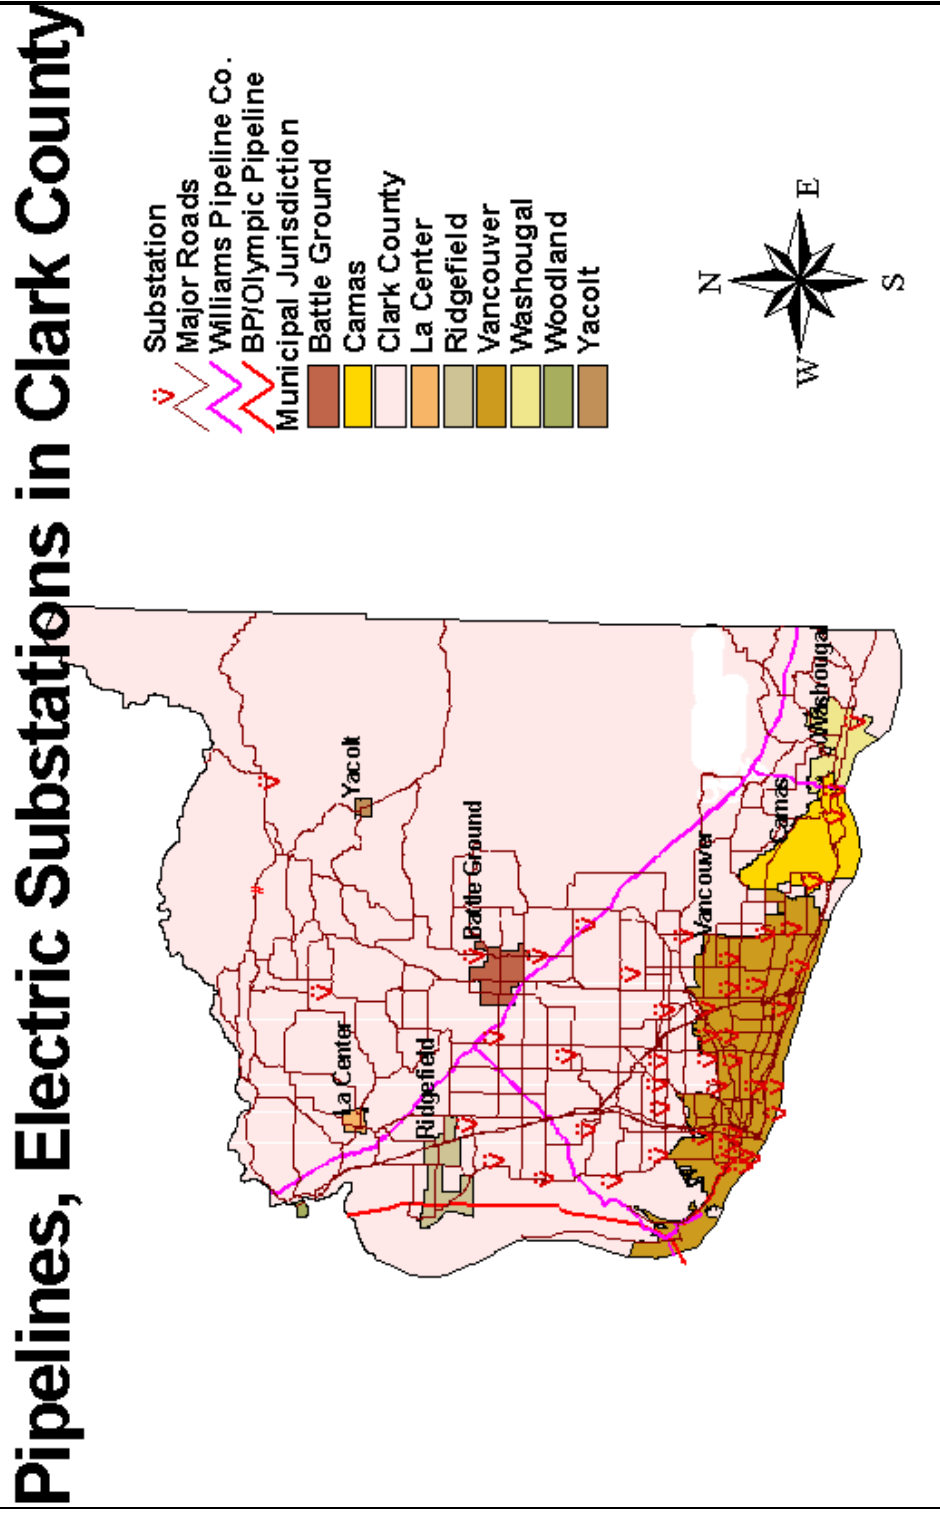 Pipelines, Electric Substations in Clark County
Substation
Major Roads
Williams Pipeline Co.
BP/Olympic Pipeline
Municipal Jurisdiction
Battle Ground
Camas
Clark County
La Center
Ridgefield
Vancouver
Washougal
Woodland
Yacolt
N
W
E
S
Yacolt
La Center
Battle Ground
Ridgefield
Vancouver
Camas
Washougal